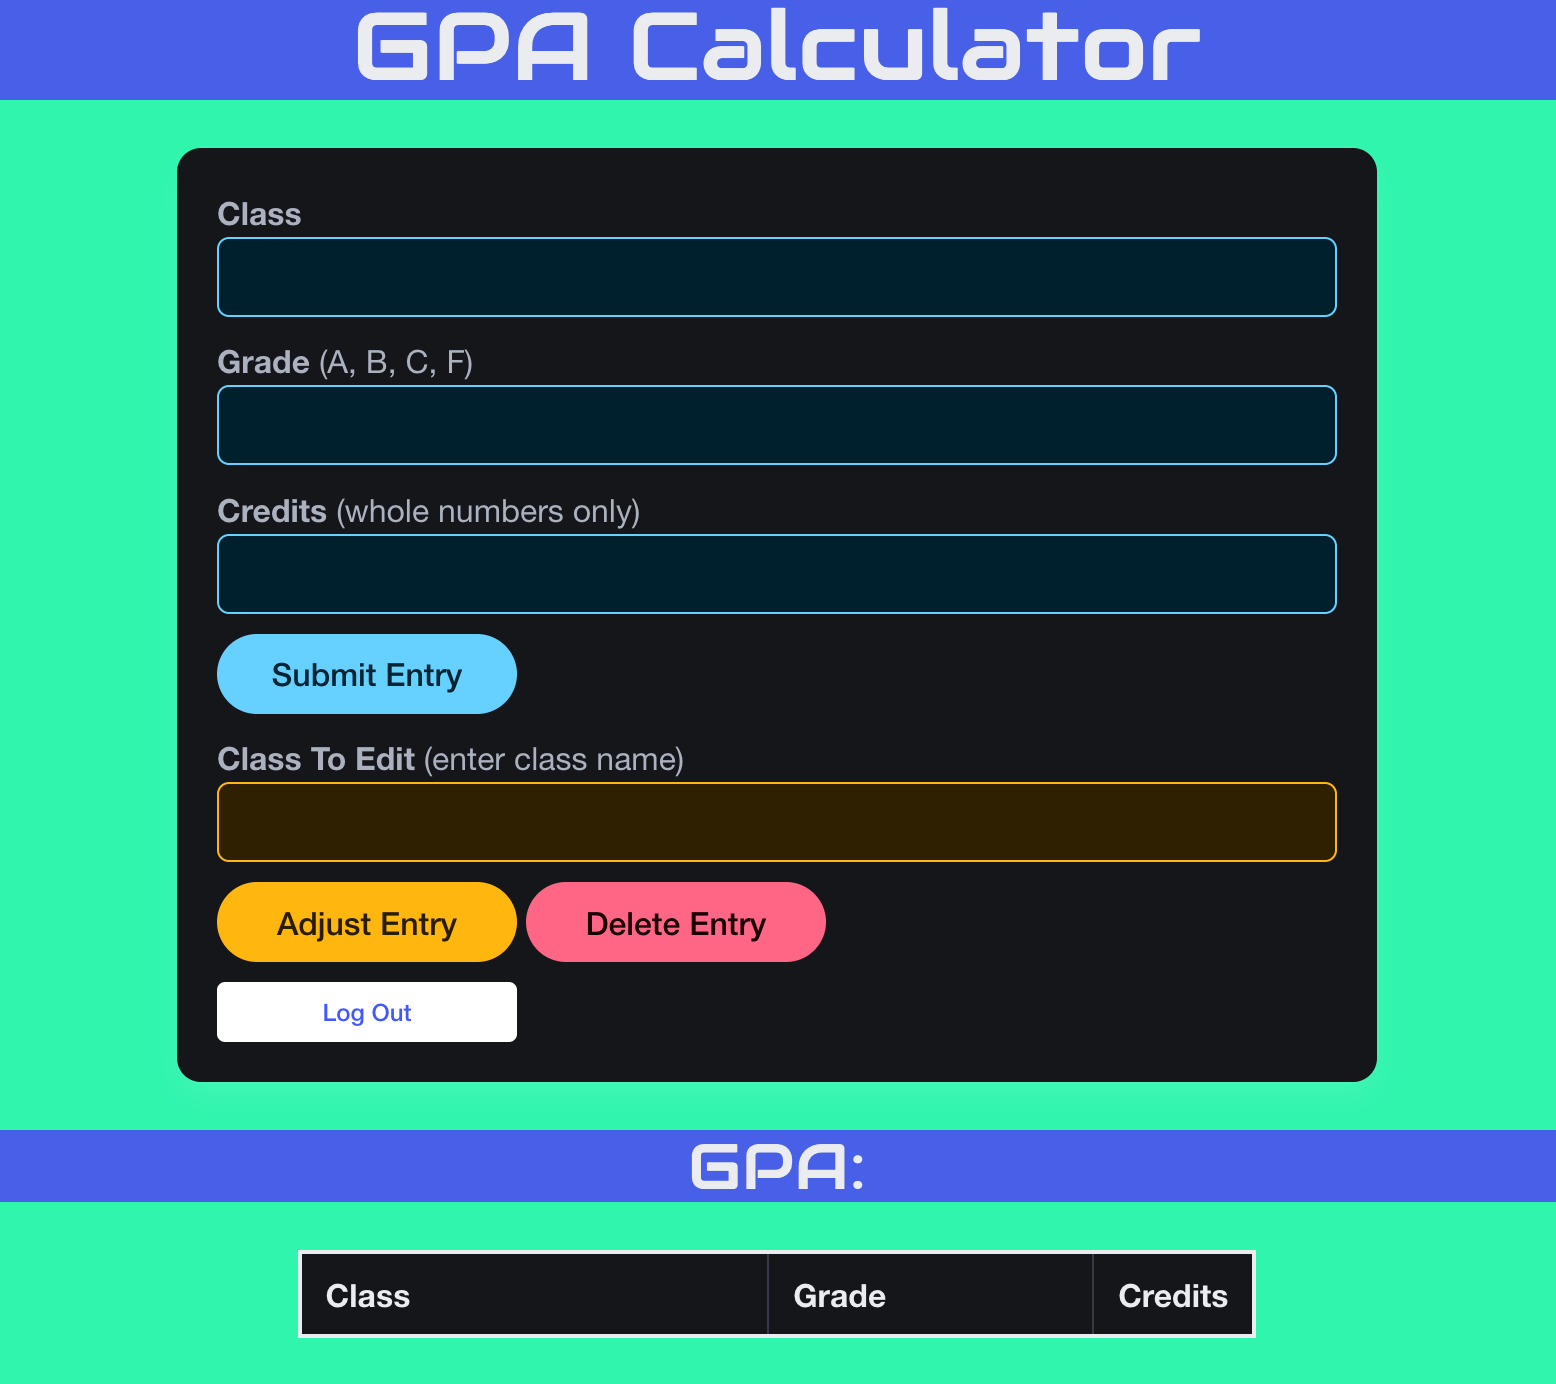 GPA Calculator
Class
Grade (A, B, C, F)
Credits (whole numbers only)
Submit Entry
Class To Edit (enter class name)
Adjust Entry Delete Entry
Log Out
GPA:
Class Grade Credits